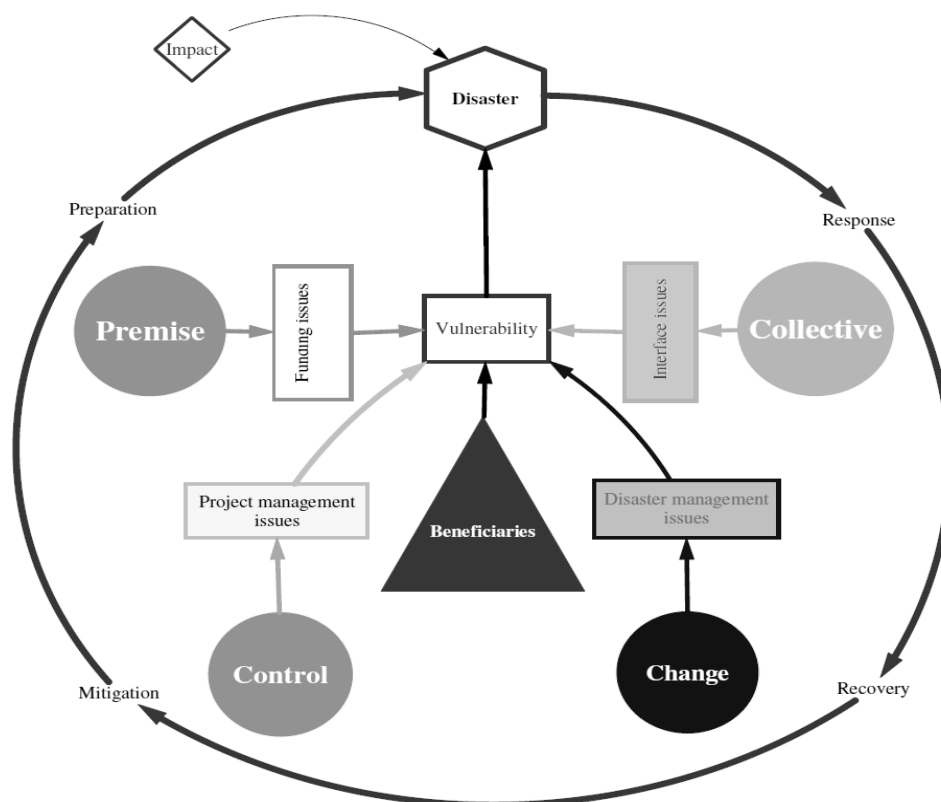 Impact
Disaster
Preparation
Response
Premise
Funding issues
Vulnerability
Interface issues
Collective
Project management
issues
Beneficiaries
Disaster management
issues
Control
Change
Mitigation
Recovery